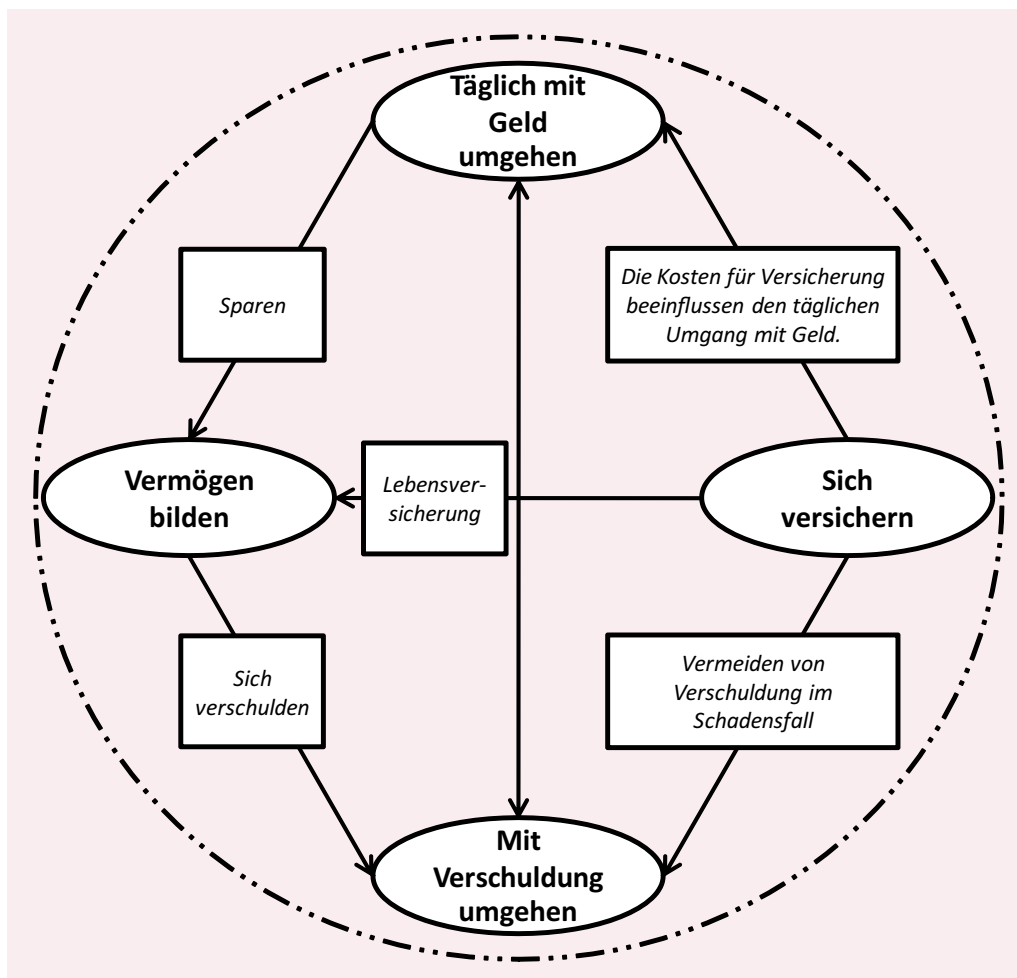 Täglich mit
Geld
umgehen
Sparen
Die Kosten für Versicherung
beeinflussen den täglichen
Umgang mit Geld.
Vermögen
bilden
Lebensver-
sicherung
Sich
versichern
Sich
verschulden
Vermeiden von
Verschuldung im
Schadensfall
Mit
Verschuldung
umgehen